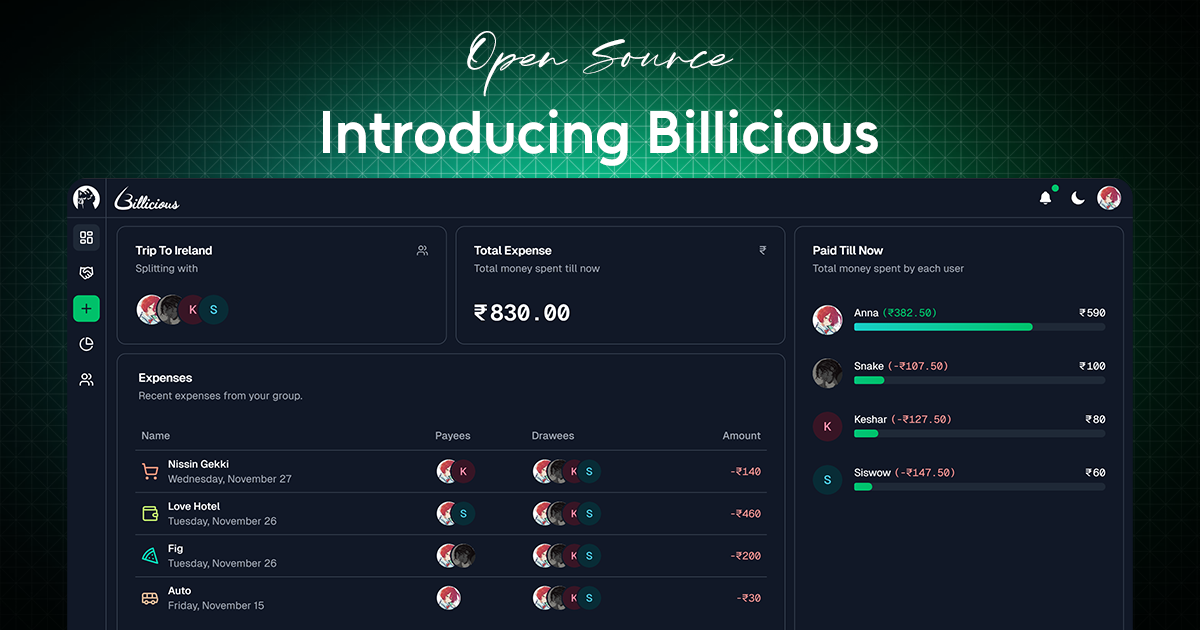 Open Source
Introducing Billicious
Billicious
Trip To Ireland
Splitting with
K S
Total Expense ₹
Total money spent till now
₹830.00
Paid Till Now
Total money spent by each user
Anna (₹382.50) ₹590
Snake (-₹107.50) ₹100
K Keshar (-₹127.50) ₹80
S Siswow (-₹147.50) ₹60
Expenses
Recent expenses from your group.
Name Payees Drawees Amount
Nissin Gekki
Wednesday, November 27
K K S -₹140
Love Hotel
Tuesday, November 26
S K S -₹460
Fig
Tuesday, November 26
K S -₹200
Auto
Friday, November 15
K S -₹30